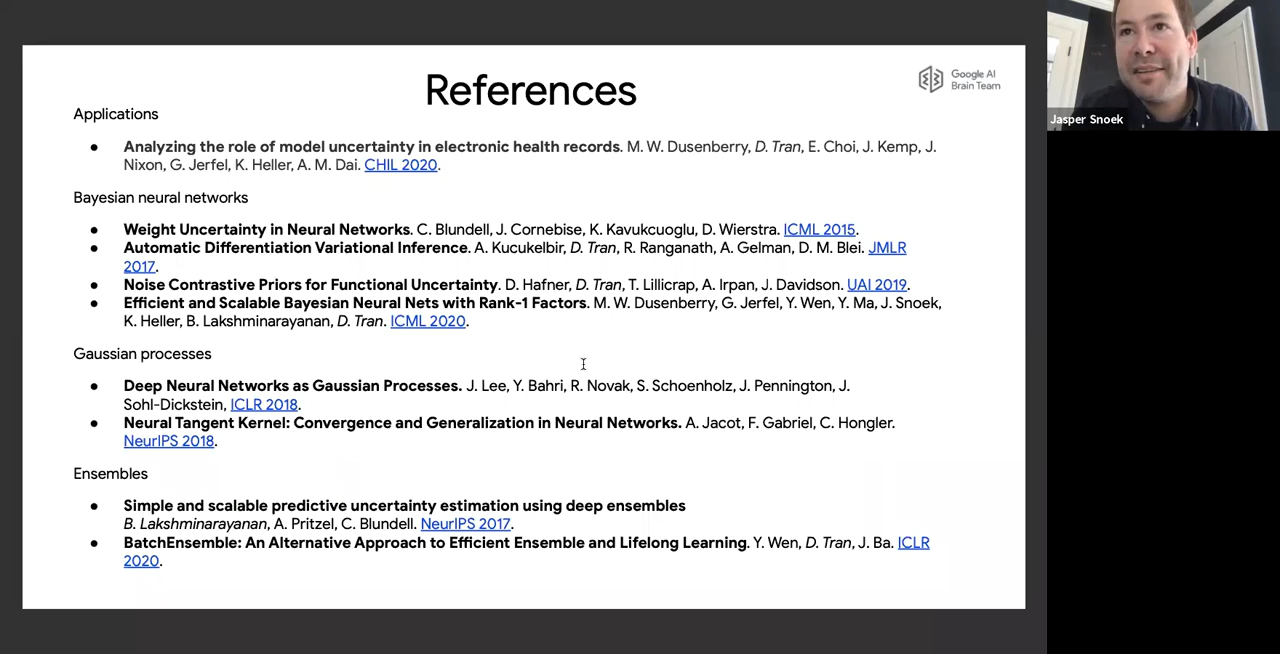 References
Google AI
Brain Team
Jasper Snoek
Applications
● Analyzing the role of model uncertainty in electronic health records. M. W. Dusenberry, D. Tran, E. Choi, J. Kemp, J.
Nixon, G. Jerfel, K. Heller, A. M. Dai. CHIL 2020.
Bayesian neural networks
● Weight Uncertainty in Neural Networks. C. Blundell, J. Cornebise, K. Kavukcuoglu, D. Wierstra. ICML 2015.
● Automatic Differentiation Variational Inference. A. Kucukelbir, D. Tran, R. Ranganath, A. Gelman, D. M. Blei. JMLR
2017.
● Noise Contrastive Priors for Functional Uncertainty. D. Hafner, D. Tran, T. Lillicrap, A. Irpan, J. Davidson. UAI 2019.
● Efficient and Scalable Bayesian Neural Nets with Rank-1 Factors. M. W. Dusenberry, G. Jerfel, Y. Wen, Y. Ma, J. Snoek,
K. Heller, B. Lakshminarayanan, D. Tran. ICML 2020.
Gaussian processes
● Deep Neural Networks as Gaussian Processes. J. Lee, Y. Bahri, R. Novak, S. Schoenholz, J. Pennington, J.
Sohl-Dickstein, ICLR 2018.
● Neural Tangent Kernel: Convergence and Generalization in Neural Networks. A. Jacot, F. Gabriel, C. Hongler.
NeurIPS 2018.
Ensembles
● Simple and scalable predictive uncertainty estimation using deep ensembles
B. Lakshminarayanan, A. Pritzel, C. Blundell. NeurIPS 2017.
● BatchEnsemble: An Alternative Approach to Efficient Ensemble and Lifelong Learning. Y. Wen, D. Tran, J. Ba. ICLR
2020.